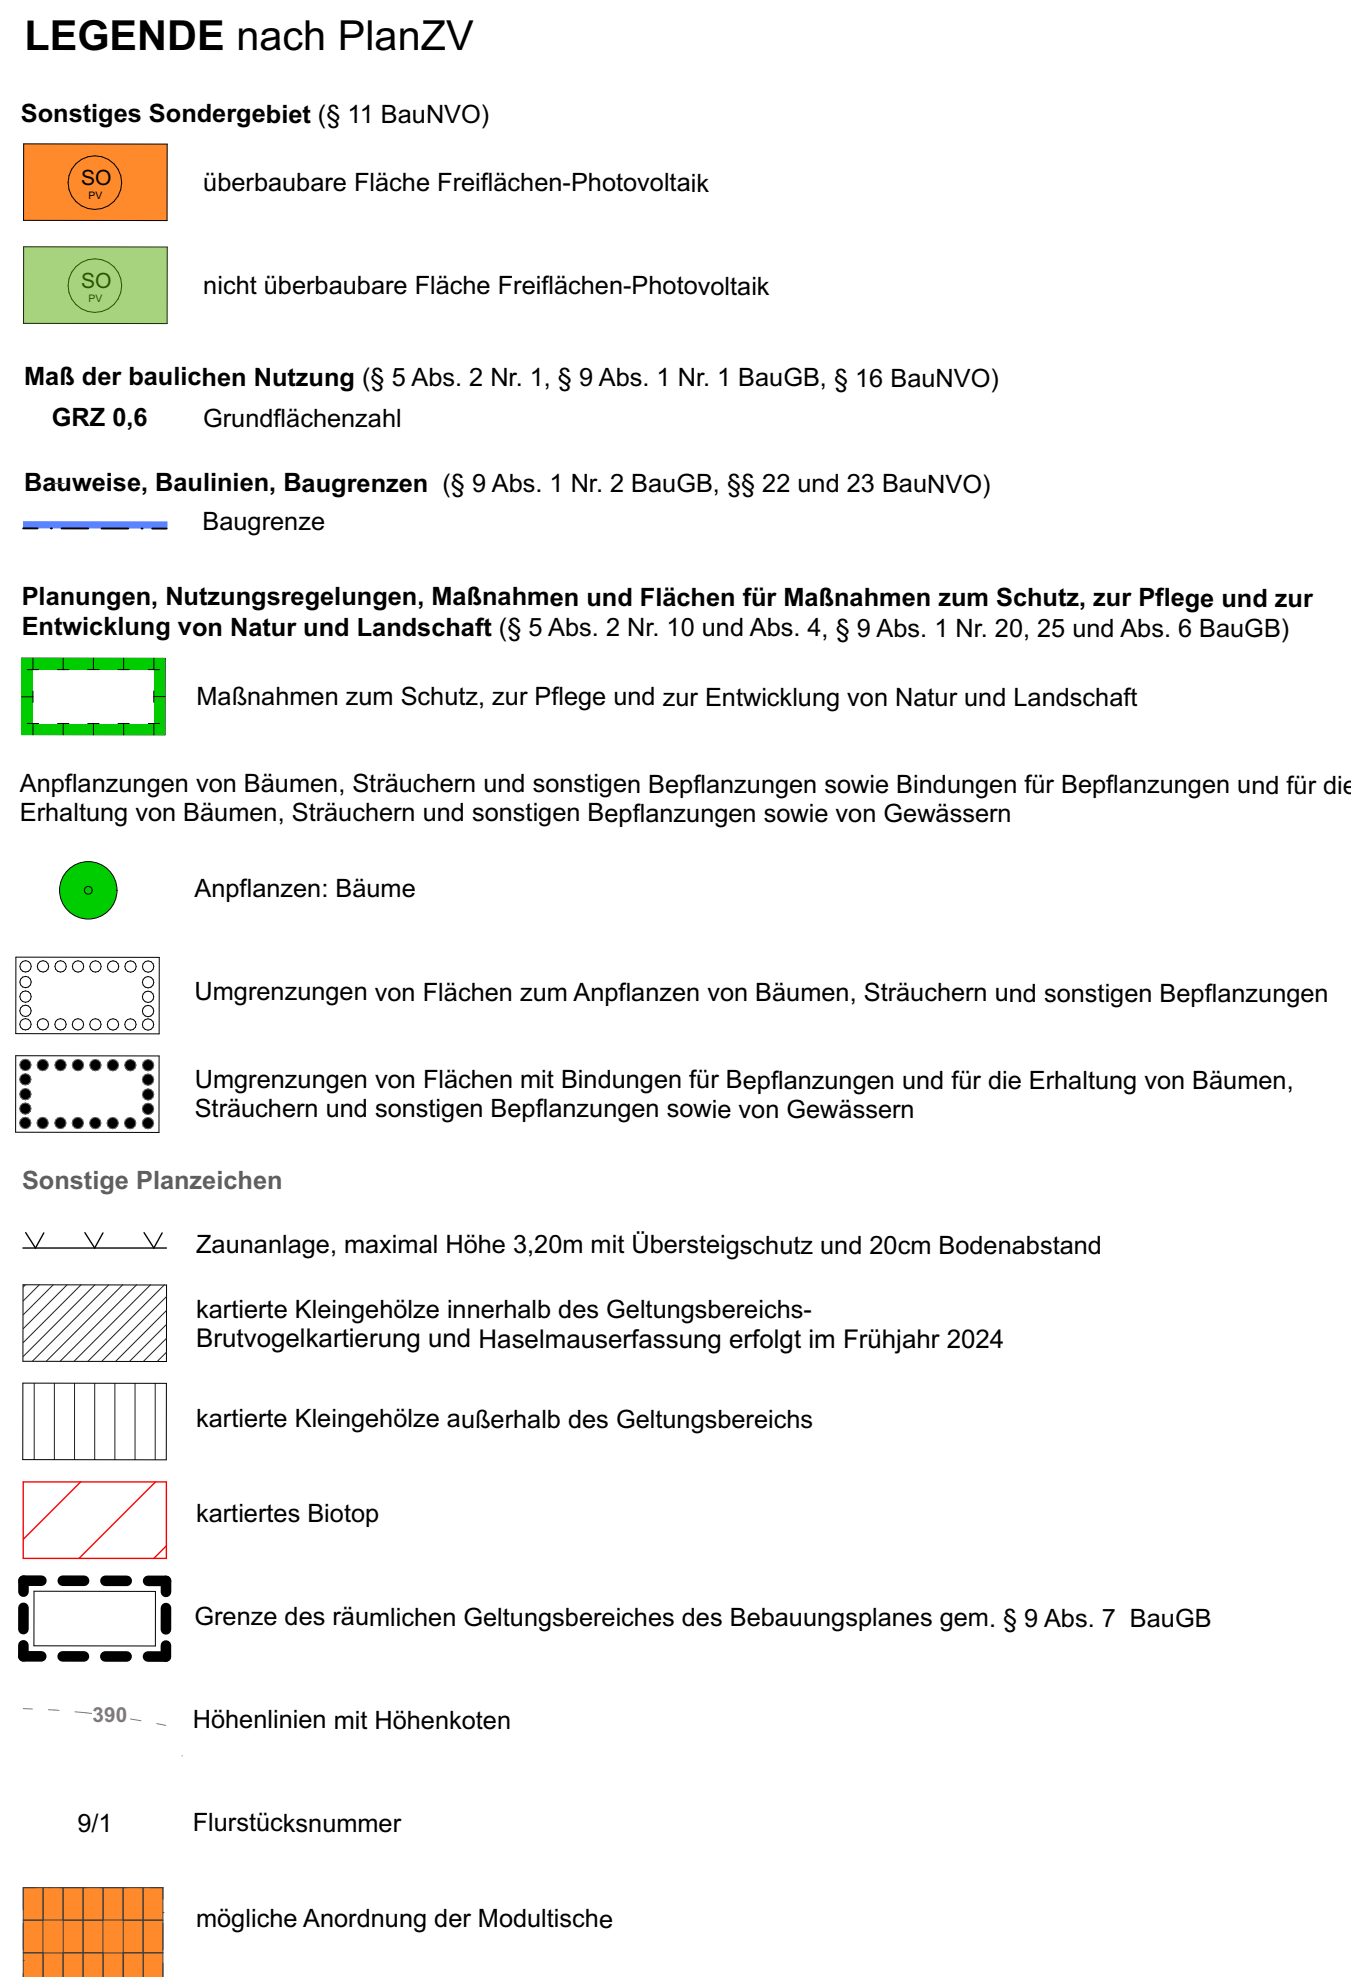 LEGENDE nach PlanZV
Sonstiges Sondergebiet (§ 11 BauNVO)
SO
PV
überbaubare Fläche Freiflächen-Photovoltaik
SO
PV
nicht überbaubare Fläche Freiflächen-Photovoltaik
Maß der baulichen Nutzung (§ 5 Abs. 2 Nr. 1, § 9 Abs. 1 Nr. 1 BauGB, § 16 BauNVO)
GRZ 0,6 Grundflächenzahl
Bauweise, Baulinien, Baugrenzen (§ 9 Abs. 1 Nr. 2 BauGB, §§ 22 und 23 BauNVO)
Baugrenze
Planungen, Nutzungsregelungen, Maßnahmen und Flächen für Maßnahmen zum Schutz, zur Pflege und zur
Entwicklung von Natur und Landschaft (§ 5 Abs. 2 Nr. 10 und Abs. 4, § 9 Abs. 1 Nr. 20, 25 und Abs. 6 BauGB)
Maßnahmen zum Schutz, zur Pflege und zur Entwicklung von Natur und Landschaft
Anpflanzungen von Bäumen, Sträuchern und sonstigen Bepflanzungen sowie Bindungen für Bepflanzungen und für die
Erhaltung von Bäumen, Sträuchern und sonstigen Bepflanzungen sowie von Gewässern
Anpflanzen: Bäume
Umgrenzungen von Flächen zum Anpflanzen von Bäumen, Sträuchern und sonstigen Bepflanzungen
Umgrenzungen von Flächen mit Bindungen für Bepflanzungen und für die Erhaltung von Bäumen,
Sträuchern und sonstigen Bepflanzungen sowie von Gewässern
Sonstige Planzeichen
Zaunanlage, maximal Höhe 3,20m mit Übersteigschutz und 20cm Bodenabstand
kartierte Kleingehölze innerhalb des Geltungsbereichs-
Brutvogelkartierung und Haselmauserfassung erfolgt im Frühjahr 2024
kartierte Kleingehölze außerhalb des Geltungsbereichs
kartiertes Biotop
Grenze des räumlichen Geltungsbereiches des Bebauungsplanes gem. § 9 Abs. 7 BauGB
390 Höhenlinien mit Höhenkoten
9/1 Flurstücksnummer
mögliche Anordnung der Modultische